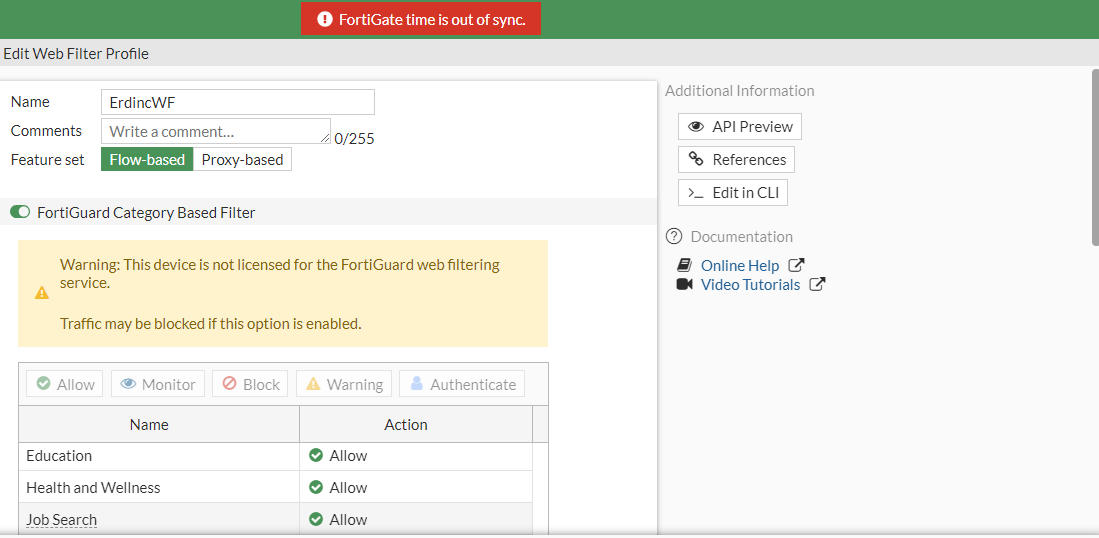 FortiGate time is out of sync.
Edit Web Filter Profile
Name
ErdincWF
Comments
Write a comment...
0/255
Feature set
Flow-based
Proxy-based
FortiGuard Category Based Filter
Warning: This device is not licensed for the FortiGuard web filtering
service.
Traffic may be blocked if this option is enabled.
Allow
Monitor
Block
Warning
Authenticate
Name
Action
Education
Allow
Health and Wellness
Allow
Job Search
Allow
Additional Information
API Preview
References
>_ Edit in CLI
Documentation
Online Help
Video Tutorials